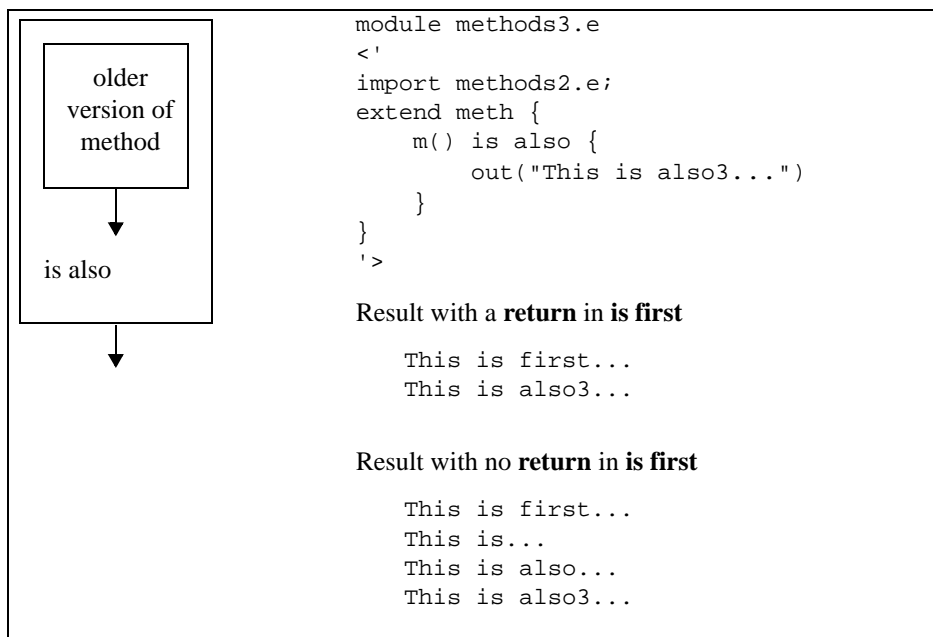 older
version of
method
is also
module methods3.e
<'
import methods2.e;
extend meth {
    m() is also {
        out("This is also3...")
    }
}
'>
Result with a return in is first
This is first...
This is also3...
Result with no return in is first
This is first...
This is...
This is also...
This is also3...